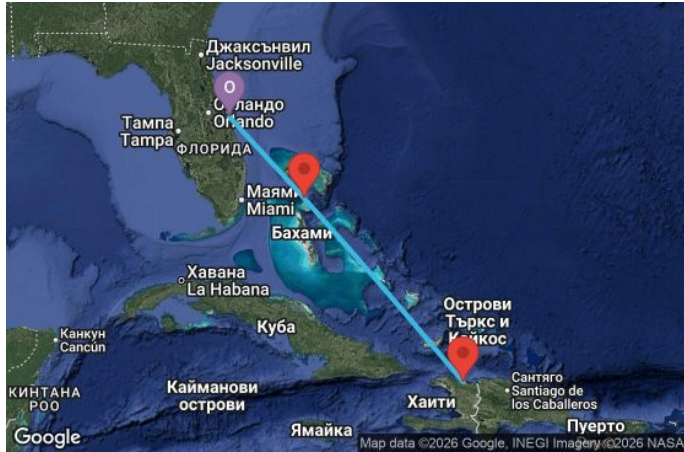 Джаксънвил
Jacksonville
O
Орландо
Orlando
Тампа
Tampa
ФЛОРИДА
Маями
Miami
Бахами
Хавана
La Habana
Острови
Търкс и
Кайкос
Куба
Канкун
Cancún
Сантяго
Santiago de
los Caballeros
КИНТАНА
РОО
Кайманови
острови
Хаити
Пуерто
Ямайка
Google
Map data ©2026 Google, INEGI Imagery ©2026 NASA